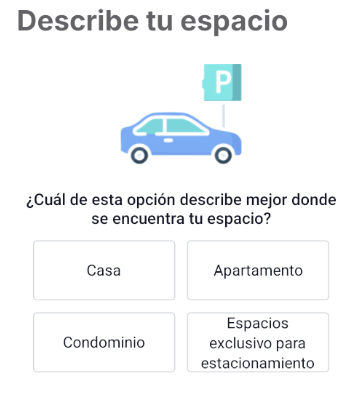 Describe tu espacio
P
¿Cuál de esta opción describe mejor donde
se encuentra tu espacio?
Casa
Apartamento
Condominio
Espacios
exclusivo para
estacionamiento